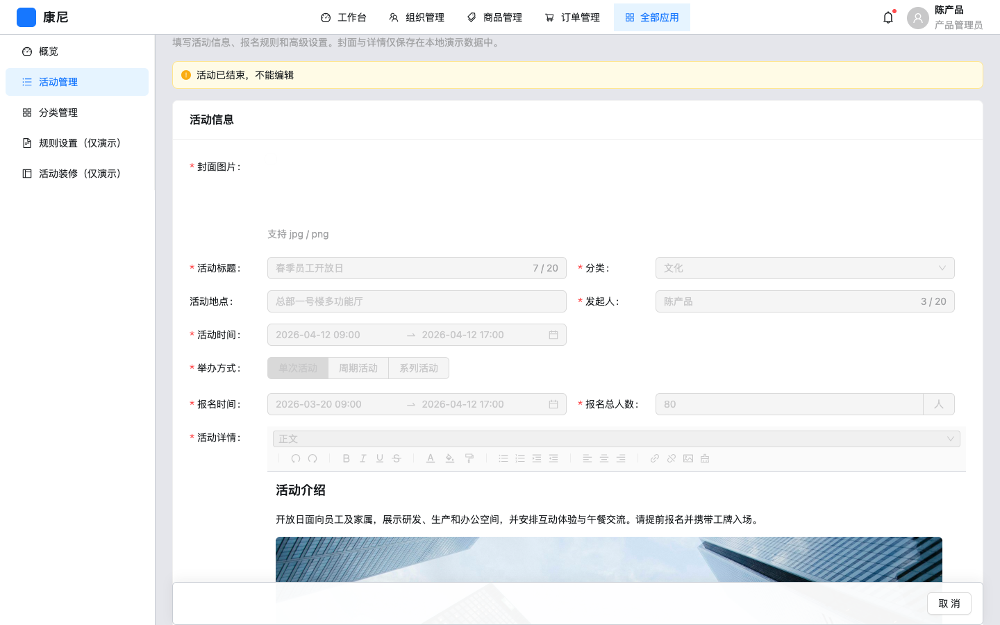 康尼
工作台 组织管理 商品管理 订单管理 全部应用
陈产品
产品管理员
概览
活动管理
分类管理
规则设置（仅演示）
活动装修（仅演示）
填写活动信息、报名规则和高级设置。封面与详情仅保存在本地演示数据中。
活动已结束，不能编辑
活动信息
* 封面图片：
支持 jpg / png
* 活动标题： 春季员工开放日 7 / 20 * 分类： 文化
活动地点： 总部一号楼多功能厅 * 发起人： 陈产品 3 / 20
* 活动时间： 2026-04-12 09:00 → 2026-04-12 17:00
* 举办方式： 单次活动 周期活动 系列活动
* 报名时间： 2026-03-20 09:00 → 2026-04-12 17:00 * 报名总人数： 80 人
* 活动详情： 正文
活动介绍
开放日面向员工及家属，展示研发、生产和办公空间，并安排互动体验与午餐交流。请提前报名并携带工牌入场。
取 消